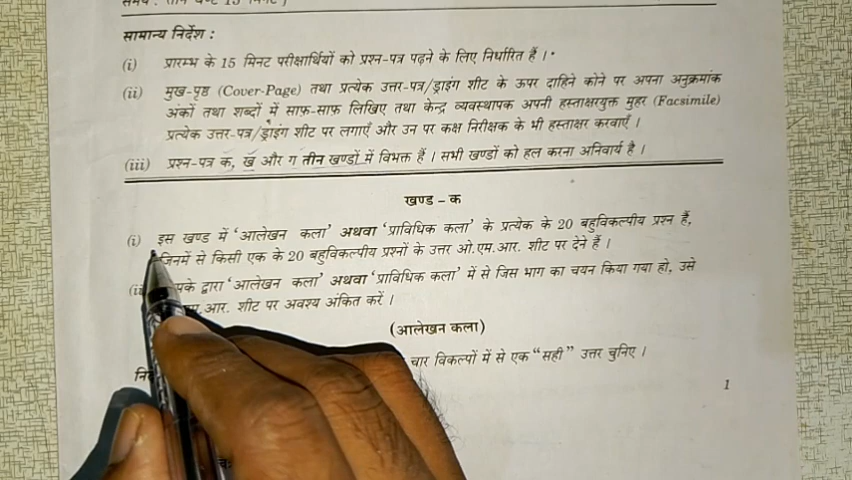 समय : तीन घण्टे 15 मिनट ]
सामान्य निर्देश :
(i) प्रारम्भ के 15 मिनट परीक्षार्थियों को प्रश्न-पत्र पढ़ने के लिए निर्धारित हैं ।
(ii) मुख-पृष्ठ (Cover-Page) तथा प्रत्येक उत्तर-पत्र/ड्राइंग शीट के ऊपर दाहिने कोने पर अपना अनुक्रमांक
अंकों तथा शब्दों में साफ़-साफ़ लिखिए तथा केन्द्र व्यवस्थापक अपनी हस्ताक्षरयुक्त मुहर (Facsimile)
प्रत्येक उत्तर-पत्र/ड्रांइग शीट पर लगाएँ और उन पर कक्ष निरीक्षक के भी हस्ताक्षर करवाएँ ।
(iii) प्रश्न-पत्र क, ख और ग तीन खण्डों में विभक्त हैं । सभी खण्डों को हल करना अनिवार्य है ।
खण्ड – क
(i) इस खण्ड में ‘आलेखन कला’ अथवा ‘प्राविधिक कला’ के प्रत्येक के 20 बहुविकल्पीय प्रश्न हैं,
जिनमें से किसी एक के 20 बहुविकल्पीय प्रश्नों के उत्तर ओ.एम.आर. शीट पर देने हैं ।
के द्वारा ‘आलेखन कला’ अथवा ‘प्राविधिक कला’ में से जिस भाग का चयन किया गया हो, उसे
.आर. शीट पर अवश्य अंकित करें ।
(आलेखन कला)
चार विकल्पों में से एक “सही” उत्तर चुनिए ।
1